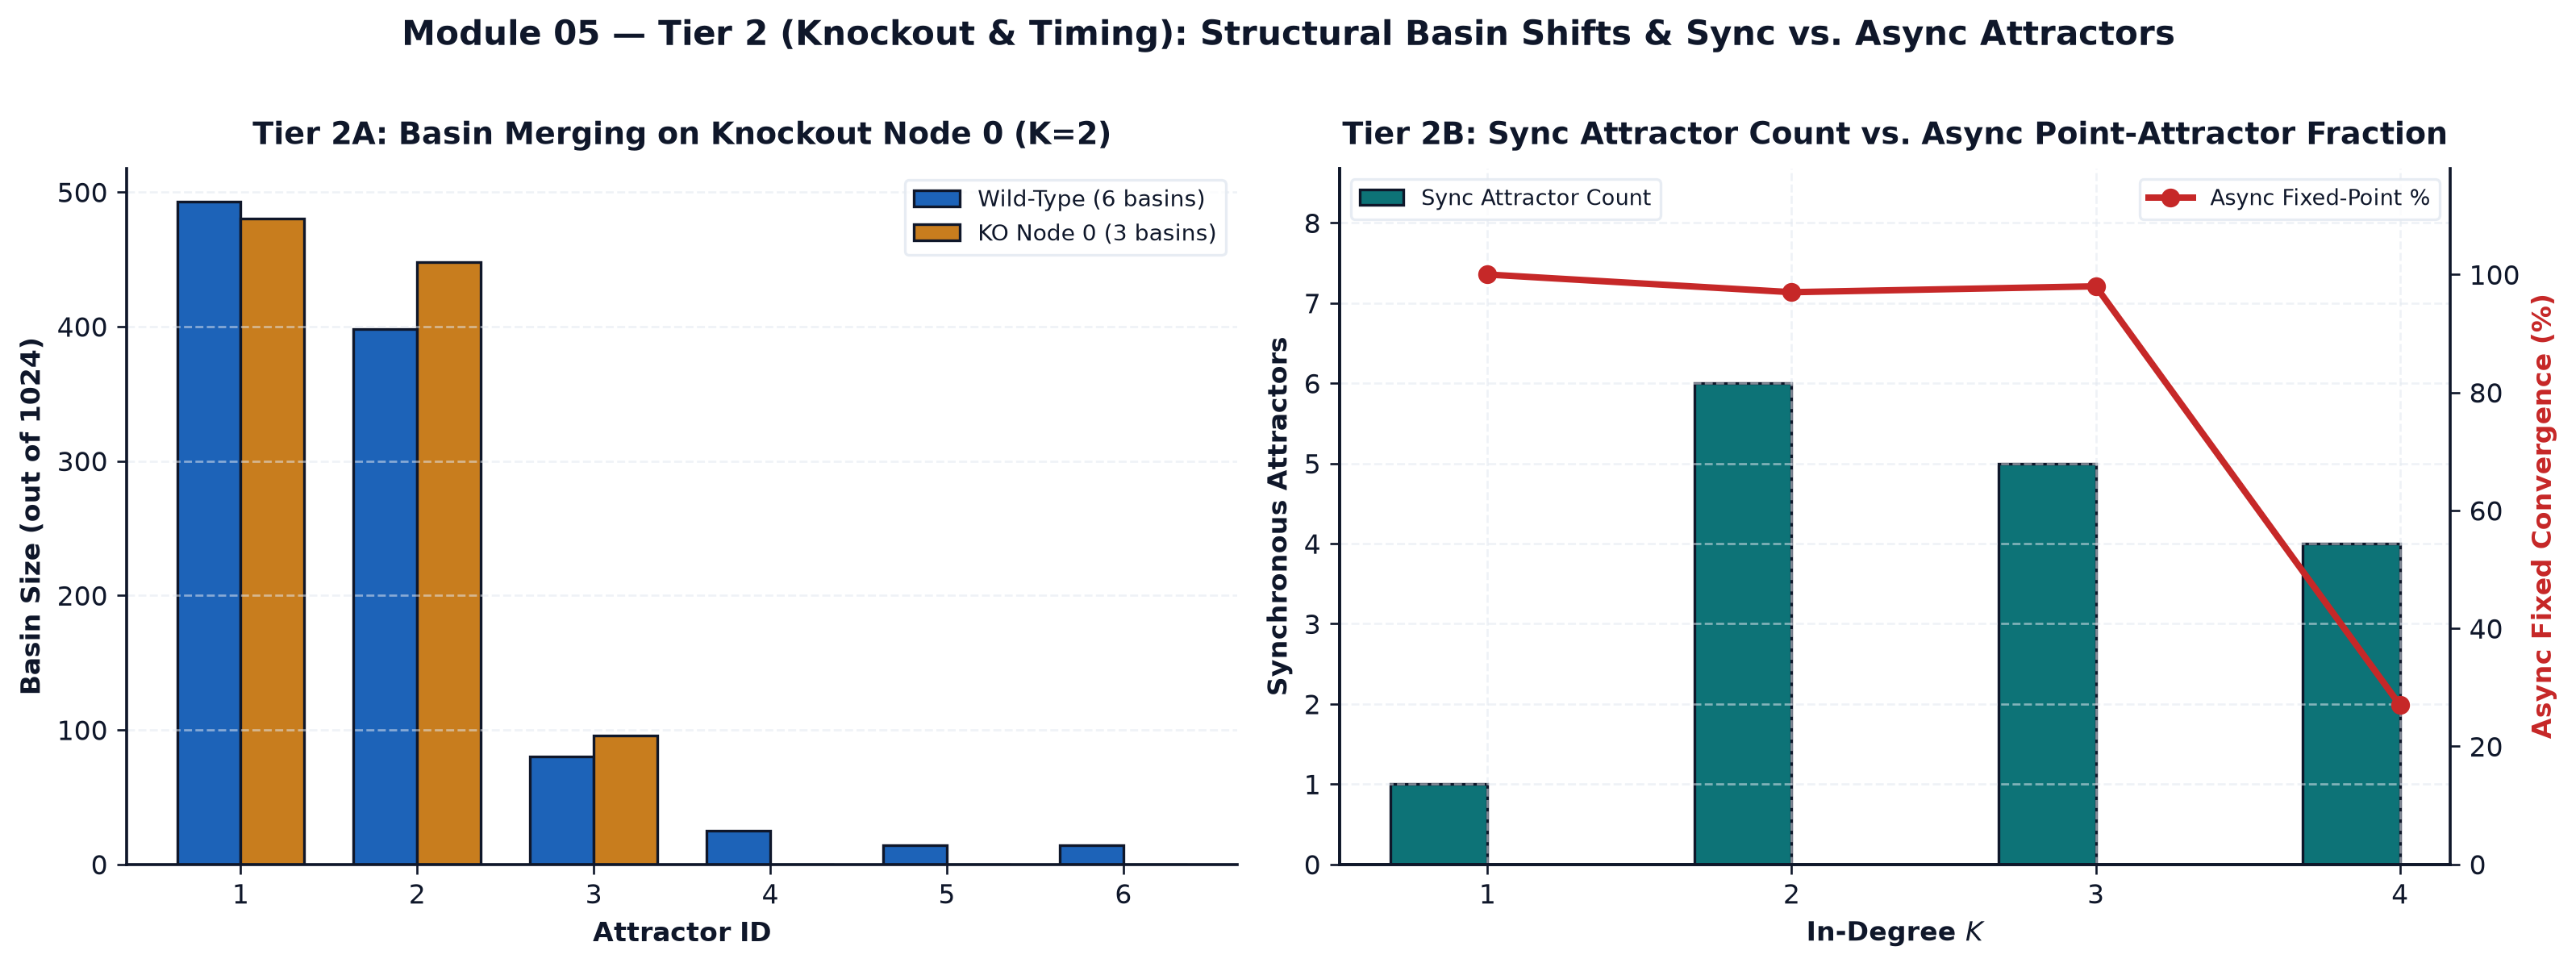 Module 05 — Tier 2 (Knockout & Timing): Structural Basin Shifts & Sync vs. Async Attractors
Tier 2A: Basin Merging on Knockout Node 0 (K=2)
Wild-Type (6 basins)
KO Node 0 (3 basins)
Basin Size (out of 1024)
500
400
300
200
100
0
1 2 3 4 5 6
Attractor ID
Tier 2B: Sync Attractor Count vs. Async Point-Attractor Fraction
Sync Attractor Count
Async Fixed-Point %
Synchronous Attractors
8
7
6
5
4
3
2
1
0
1 2 3 4
In-Degree K
100
80
60
40
20
0
Async Fixed Convergence (%)